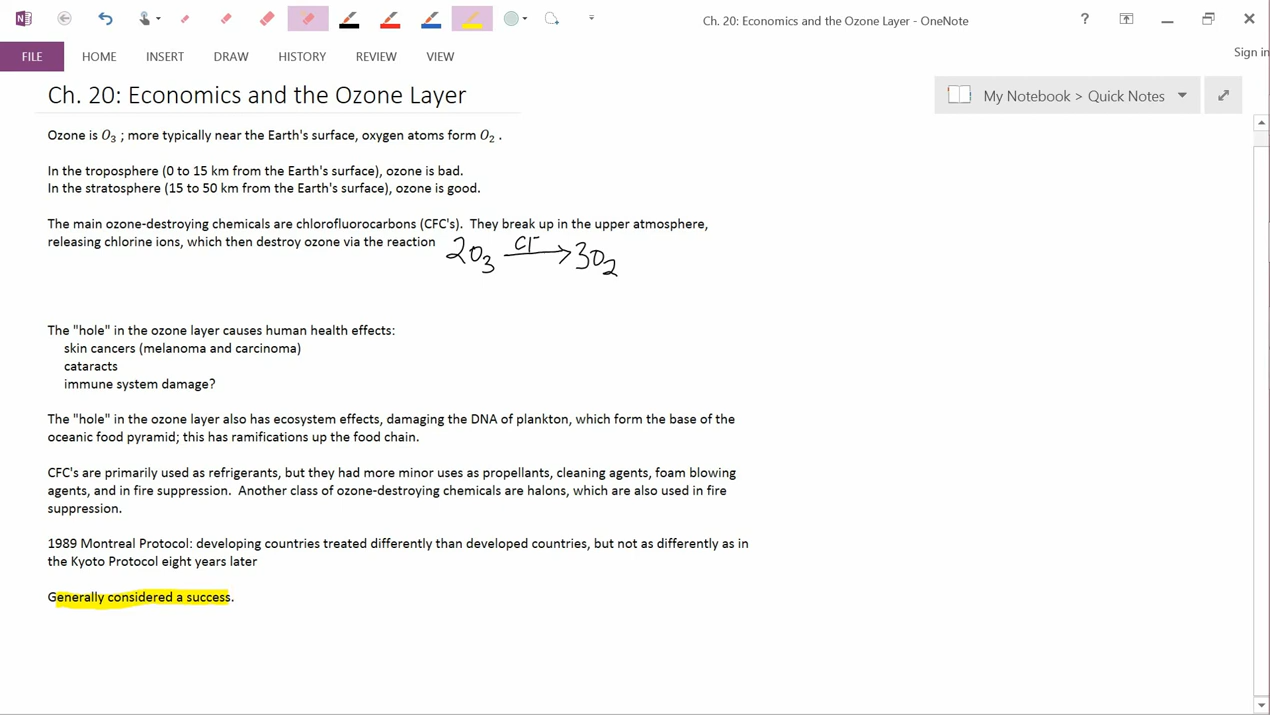 Ch. 20: Economics and the Ozone Layer - OneNote
?
Sign in
FILE HOME INSERT DRAW HISTORY REVIEW VIEW
Ch. 20: Economics and the Ozone Layer
My Notebook > Quick Notes
Ozone is O₃ ; more typically near the Earth's surface, oxygen atoms form O₂ .
In the troposphere (0 to 15 km from the Earth's surface), ozone is bad.
In the stratosphere (15 to 50 km from the Earth's surface), ozone is good.
The main ozone-destroying chemicals are chlorofluorocarbons (CFC's).  They break up in the upper atmosphere,
releasing chlorine ions, which then destroy ozone via the reaction 2O₃ Cl⁻→ 3O₂
The "hole" in the ozone layer causes human health effects:
skin cancers (melanoma and carcinoma)
cataracts
immune system damage?
The "hole" in the ozone layer also has ecosystem effects, damaging the DNA of plankton, which form the base of the
oceanic food pyramid; this has ramifications up the food chain.
CFC's are primarily used as refrigerants, but they had more minor uses as propellants, cleaning agents, foam blowing
agents, and in fire suppression.  Another class of ozone-destroying chemicals are halons, which are also used in fire
suppression.
1989 Montreal Protocol: developing countries treated differently than developed countries, but not as differently as in
the Kyoto Protocol eight years later
Generally considered a success.